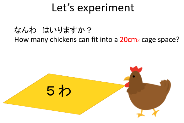 Let's experiment
なんわ はいりますか？
How many chickens can fit into a 20cm² cage space?
5わ